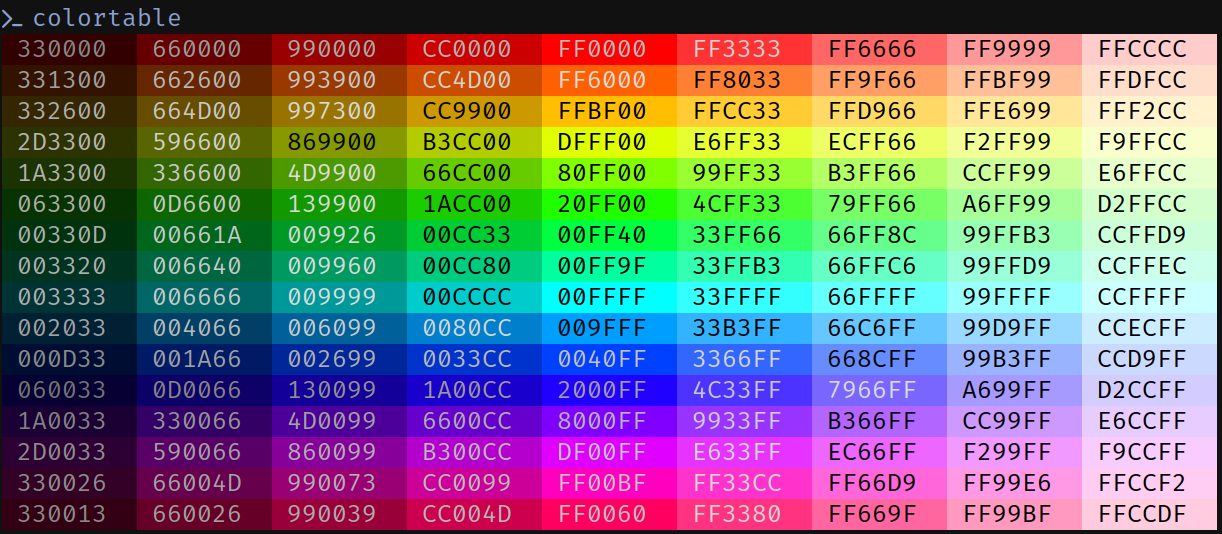 >_ colortable
330000 660000 990000 CC0000 FF0000 FF3333 FF6666 FF9999 FFCCCC
331300 662600 993900 CC4D00 FF6000 FF8033 FF9F66 FFBF99 FFDFCC
332600 664D00 997300 CC9900 FFBF00 FFCC33 FFD966 FFE699 FFF2CC
2D3300 596600 869900 B3CC00 DFFF00 E6FF33 ECFF66 F2FF99 F9FFCC
1A3300 336600 4D9900 66CC00 80FF00 99FF33 B3FF66 CCFF99 E6FFCC
063300 0D6600 139900 1ACC00 20FF00 4CFF33 79FF66 A6FF99 D2FFCC
00330D 00661A 009926 00CC33 00FF40 33FF66 66FF8C 99FFB3 CCFFD9
003320 006640 009960 00CC80 00FF9F 33FFB3 66FFC6 99FFD9 CCFFEC
003333 006666 009999 00CCCC 00FFFF 33FFFF 66FFFF 99FFFF CCFFFF
002033 004066 006099 0080CC 009FFF 33B3FF 66C6FF 99D9FF CCECFF
000D33 001A66 002699 0033CC 0040FF 3366FF 668CFF 99B3FF CCD9FF
060033 0D0066 130099 1A00CC 2000FF 4C33FF 7966FF A699FF D2CCFF
1A0033 330066 4D0099 6600CC 8000FF 9933FF B366FF CC99FF E6CCFF
2D0033 590066 860099 B300CC DF00FF E633FF EC66FF F299FF F9CCFF
330026 66004D 990073 CC0099 FF00BF FF33CC FF66D9 FF99E6 FFCCF2
330013 660026 990039 CC004D FF0060 FF3380 FF669F FF99BF FFCCDF